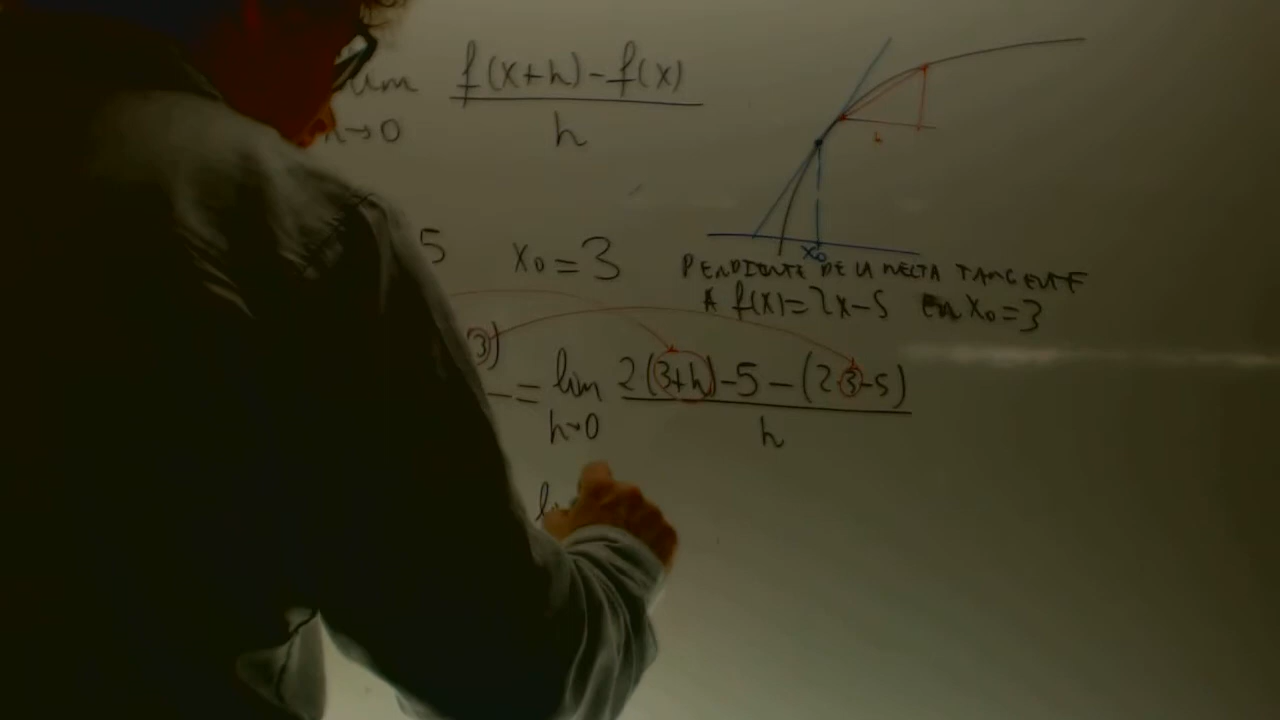 lim f(x+h)-f(x)
h→0 h
h
x₀
5 x₀=3
PENDIENTE DE LA RECTA TANGENTE
A f(x)=2x-5 EN x₀=3
3) = lim 2(3+h)-5-(2·3-5)
h→0 h